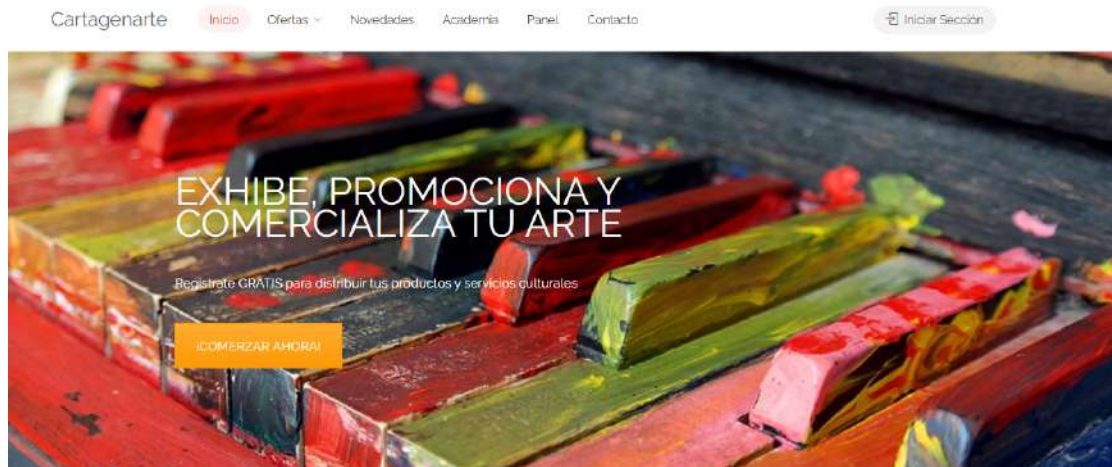 Cartagenarte
Inicio
Ofertas
Novedades
Academia
Panel
Contacto
Iniciar Sección
EXHIBE, PROMOCIONA Y
COMERCIALIZA TU ARTE
Registrate GRATIS para distribuir tus productos y servicios culturales
¡COMERZAR AHORA!